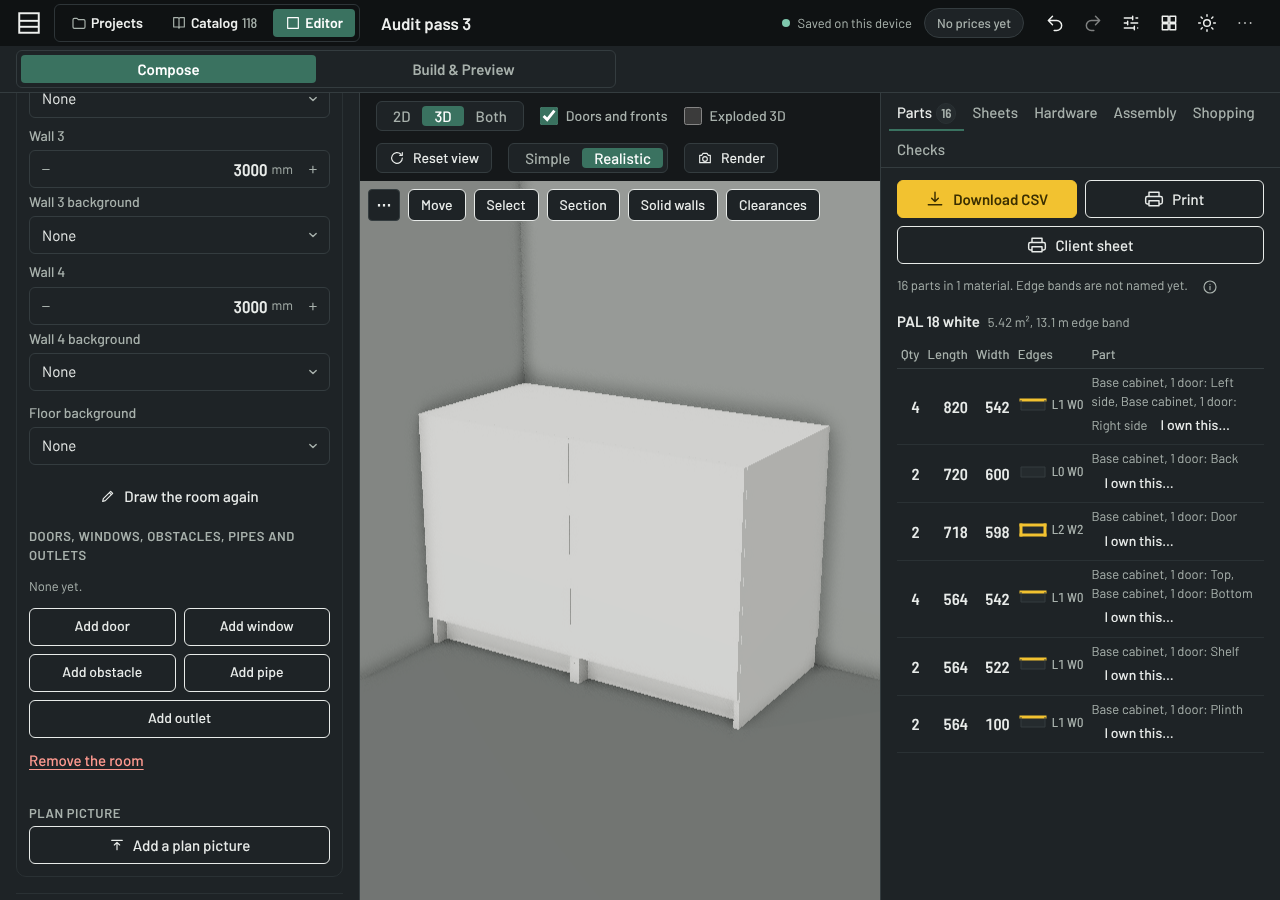 Projects
Catalog 118
Editor
Audit pass 3
Saved on this device
No prices yet
Compose
Build & Preview
None
Wall 3
− 3000 mm +
Wall 3 background
None
Wall 4
− 3000 mm +
Wall 4 background
None
Floor background
None
Draw the room again
DOORS, WINDOWS, OBSTACLES, PIPES AND
OUTLETS
None yet.
Add door
Add window
Add obstacle
Add pipe
Add outlet
Remove the room
PLAN PICTURE
Add a plan picture
2D 3D Both
Doors and fronts
Exploded 3D
Reset view
Simple Realistic
Render
Move
Select
Section
Solid walls
Clearances
Parts 16 Sheets Hardware Assembly Shopping
Checks
Download CSV
Print
Client sheet
16 parts in 1 material. Edge bands are not named yet.
PAL 18 white 5.42 m², 13.1 m edge band
Qty Length Width Edges Part
4 820 542 L1 W0 Base cabinet, 1 door: Left
side, Base cabinet, 1 door:
Right side I own this...
2 720 600 L0 W0 Base cabinet, 1 door: Back
I own this...
2 718 598 L2 W2 Base cabinet, 1 door: Door
I own this...
4 564 542 L1 W0 Base cabinet, 1 door: Top,
Base cabinet, 1 door: Bottom
I own this...
2 564 522 L1 W0 Base cabinet, 1 door: Shelf
I own this...
2 564 100 L1 W0 Base cabinet, 1 door: Plinth
I own this...